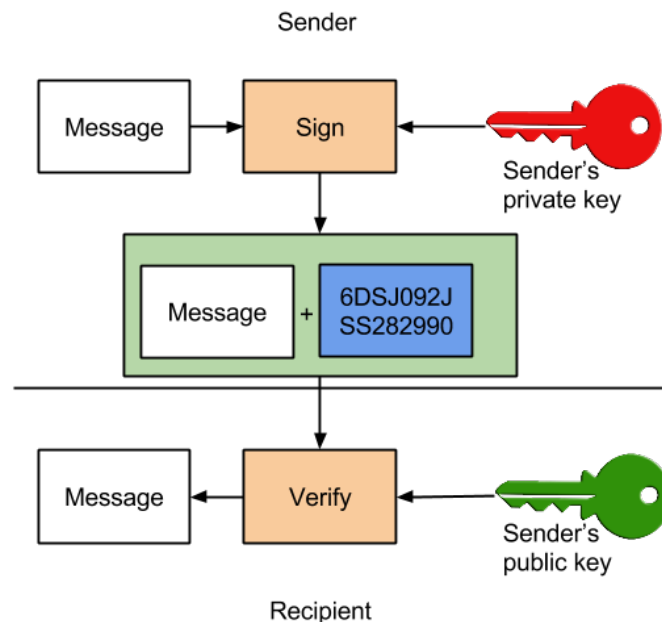 Sender
Message
Sign
Sender's
private key
Message
+
6DSJ092J
SS282990
Message
Verify
Sender's
public key
Recipient